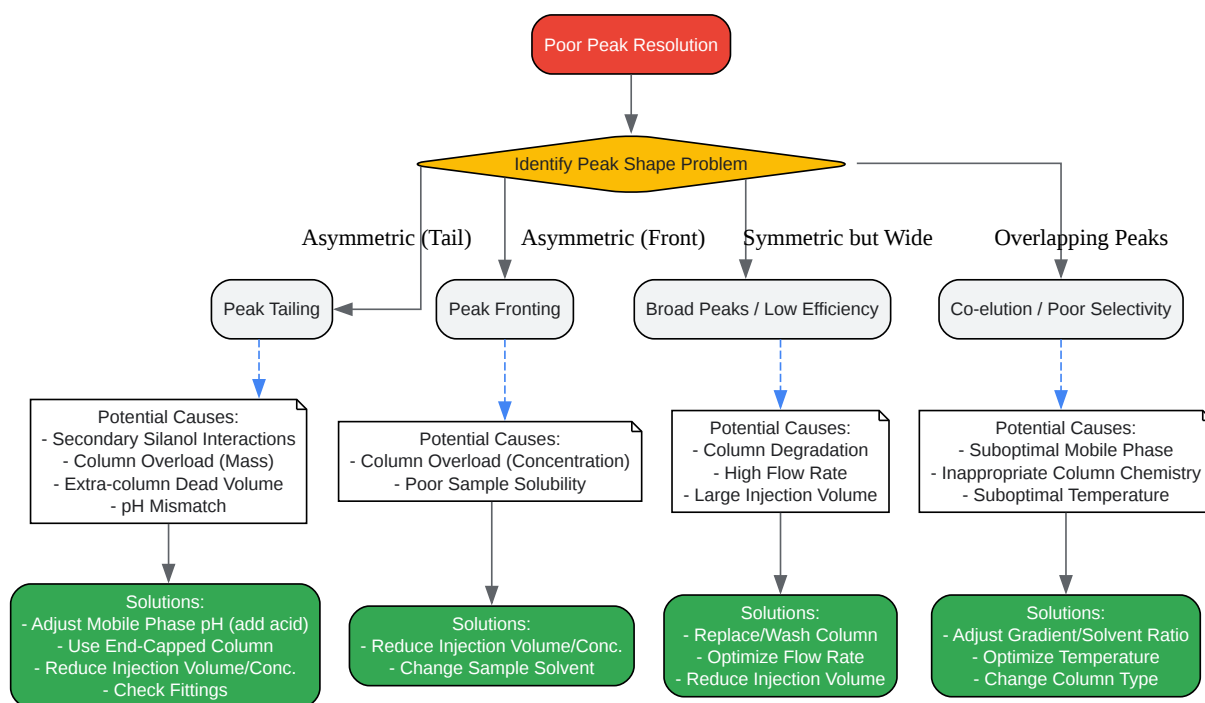 Poor Peak Resolution
Identify Peak Shape Problem
Asymmetric (Tail)
Asymmetric (Front)
Symmetric but Wide
Overlapping Peaks
Peak Tailing
Peak Fronting
Broad Peaks / Low Efficiency
Co-elution / Poor Selectivity
Potential Causes:
- Secondary Silanol Interactions
- Column Overload (Mass)
- Extra-column Dead Volume
- pH Mismatch
Potential Causes:
- Column Overload (Concentration)
- Poor Sample Solubility
Potential Causes:
- Column Degradation
- High Flow Rate
- Large Injection Volume
Potential Causes:
- Suboptimal Mobile Phase
- Inappropriate Column Chemistry
- Suboptimal Temperature
Solutions:
- Adjust Mobile Phase pH (add acid)
- Use End-Capped Column
- Reduce Injection Volume/Conc.
- Check Fittings
Solutions:
- Reduce Injection Volume/Conc.
- Change Sample Solvent
Solutions:
- Replace/Wash Column
- Optimize Flow Rate
- Reduce Injection Volume
Solutions:
- Adjust Gradient/Solvent Ratio
- Optimize Temperature
- Change Column Type